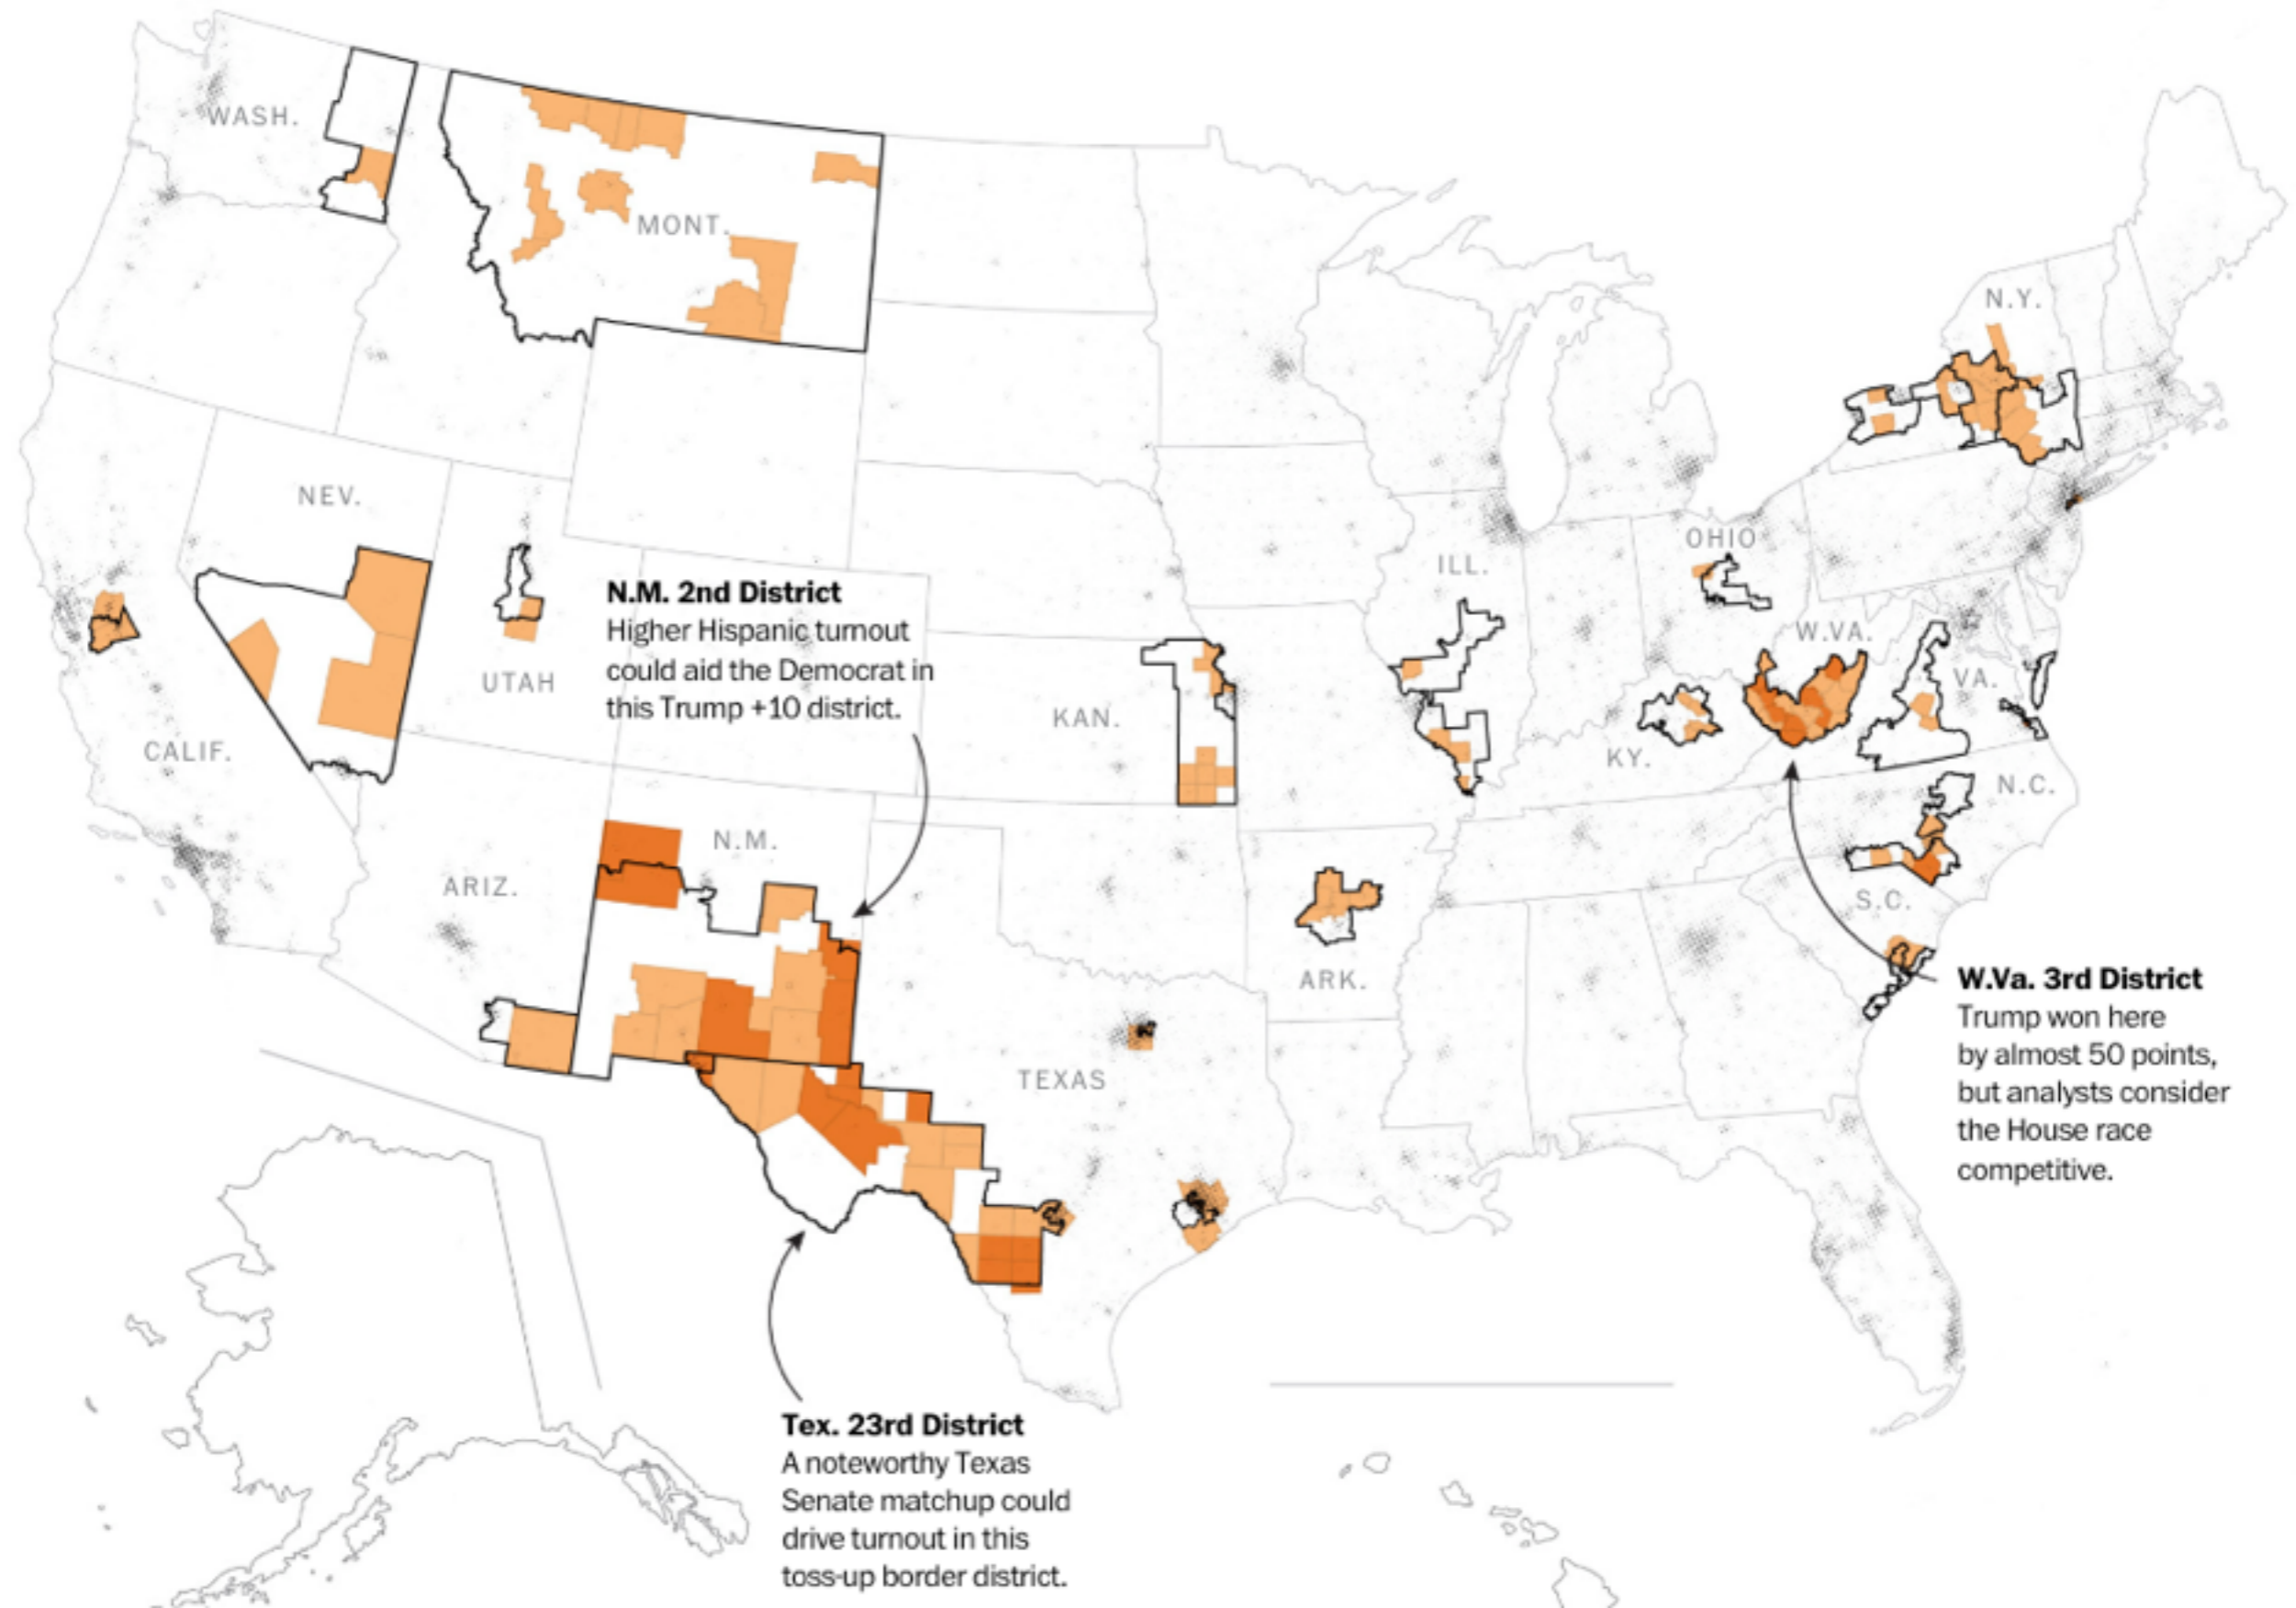 WASH.
MONT.
N.Y.
NEV.
OHIO
ILL.
N.M. 2nd District
Higher Hispanic turnout
could aid the Democrat in
this Trump +10 district.
W.VA.
UTAH
VA.
KAN.
CALIF.
KY.
N.C.
N.M.
ARIZ.
S.C.
ARK.
W.Va. 3rd District
Trump won here
by almost 50 points,
but analysts consider
the House race
competitive.
TEXAS
Tex. 23rd District
A noteworthy Texas
Senate matchup could
drive turnout in this
toss-up border district.